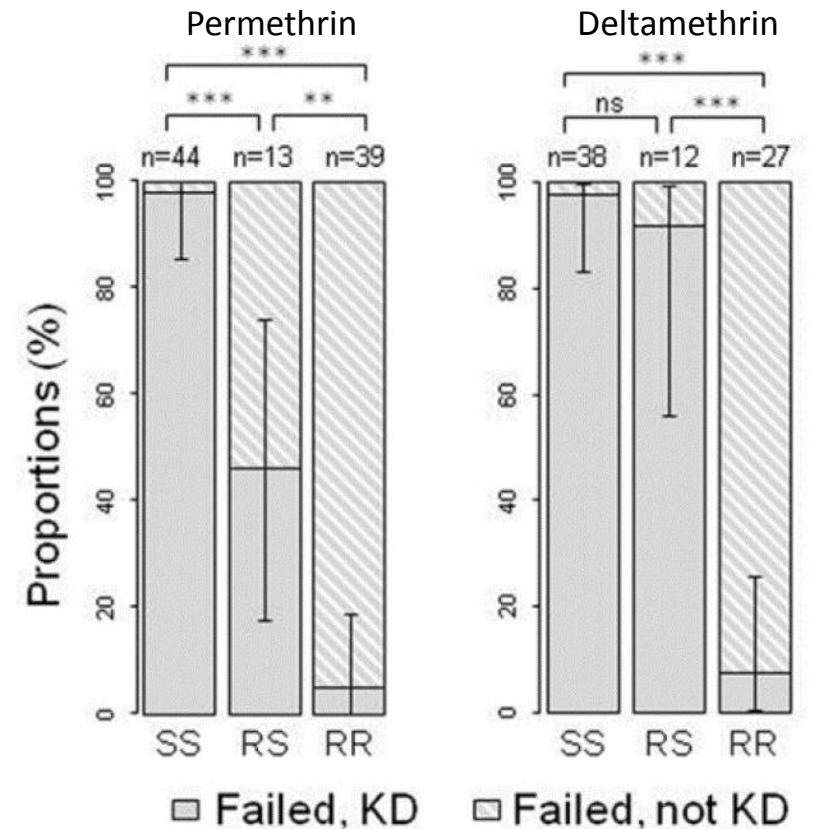 Permethrin
***
*** **
n=44 n=13 n=39
Proportions (%)
100
80
60
40
20
0
SS RS RR
Deltamethrin
***
ns ***
n=38 n=12 n=27
100
80
60
40
20
0
SS RS RR
Failed, KD Failed, not KD